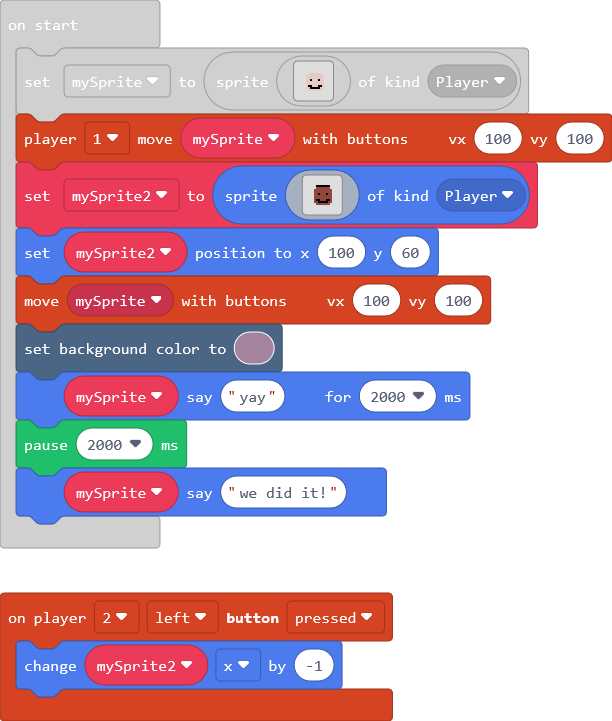 on start
set mySprite to sprite of kind Player
player 1 move mySprite with buttons vx 100 vy 100
set mySprite2 to sprite of kind Player
set mySprite2 position to x 100 y 60
move mySprite with buttons vx 100 vy 100
set background color to
mySprite say "yay" for 2000 ms
pause 2000 ms
mySprite say "we did it!"
on player 2 left button pressed
change mySprite2 x by -1